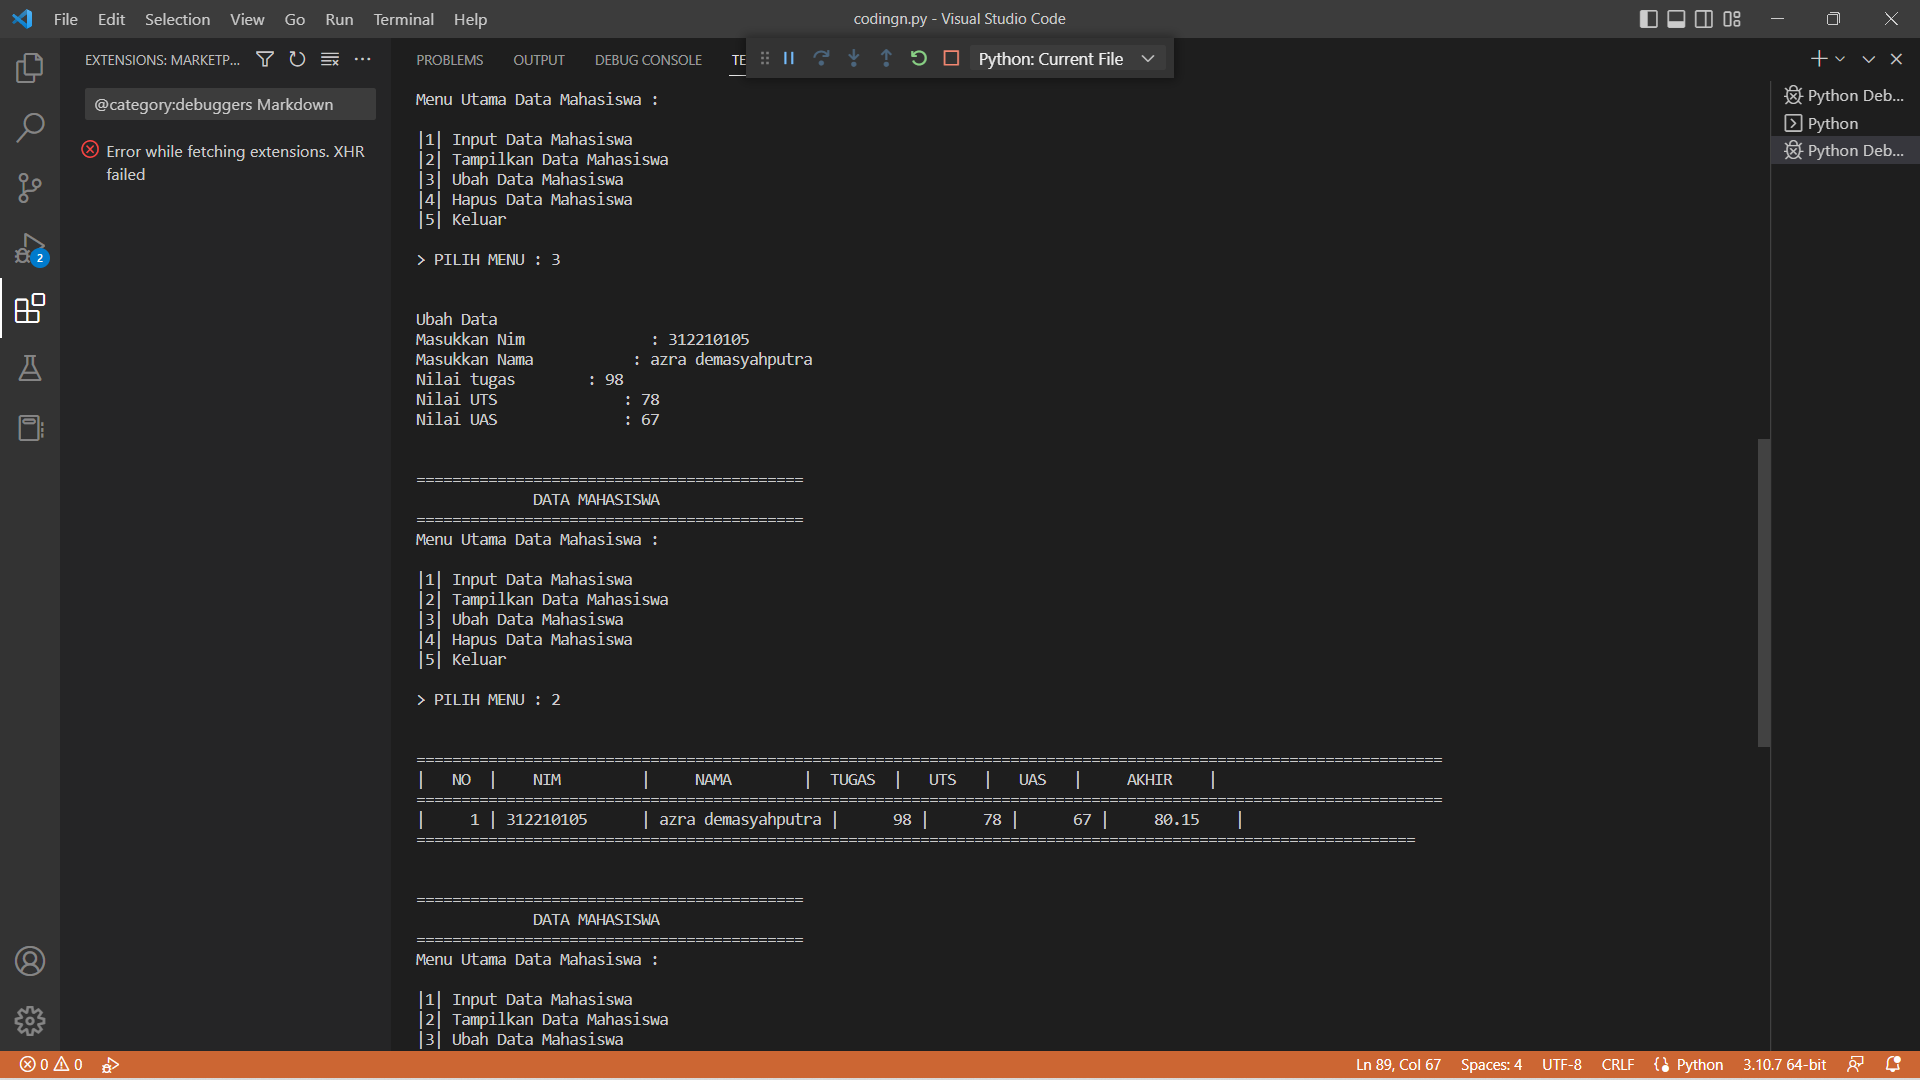 File Edit Selection View Go Run Terminal Help
codingn.py - Visual Studio Code
EXTENSIONS: MARKETP...
@category:debuggers Markdown
Error while fetching extensions. XHR
failed
2
PROBLEMS OUTPUT DEBUG CONSOLE TE
Python: Current File
Menu Utama Data Mahasiswa :
|1| Input Data Mahasiswa
|2| Tampilkan Data Mahasiswa
|3| Ubah Data Mahasiswa
|4| Hapus Data Mahasiswa
|5| Keluar
> PILIH MENU : 3
Ubah Data
Masukkan Nim : 312210105
Masukkan Nama : azra demasyahputra
Nilai tugas : 98
Nilai UTS : 78
Nilai UAS : 67
===========================================
DATA MAHASISWA
===========================================
Menu Utama Data Mahasiswa :
|1| Input Data Mahasiswa
|2| Tampilkan Data Mahasiswa
|3| Ubah Data Mahasiswa
|4| Hapus Data Mahasiswa
|5| Keluar
> PILIH MENU : 2
==================================================================================================================
| NO | NIM | NAMA | TUGAS | UTS | UAS | AKHIR |
==================================================================================================================
| 1 | 312210105 | azra demasyahputra | 98 | 78 | 67 | 80.15 |
===============================================================================================================
===========================================
DATA MAHASISWA
===========================================
Menu Utama Data Mahasiswa :
|1| Input Data Mahasiswa
|2| Tampilkan Data Mahasiswa
|3| Ubah Data Mahasiswa
Python Deb...
Python
Python Deb...
0 0
Ln 89, Col 67 Spaces: 4 UTF-8 CRLF Python 3.10.7 64-bit